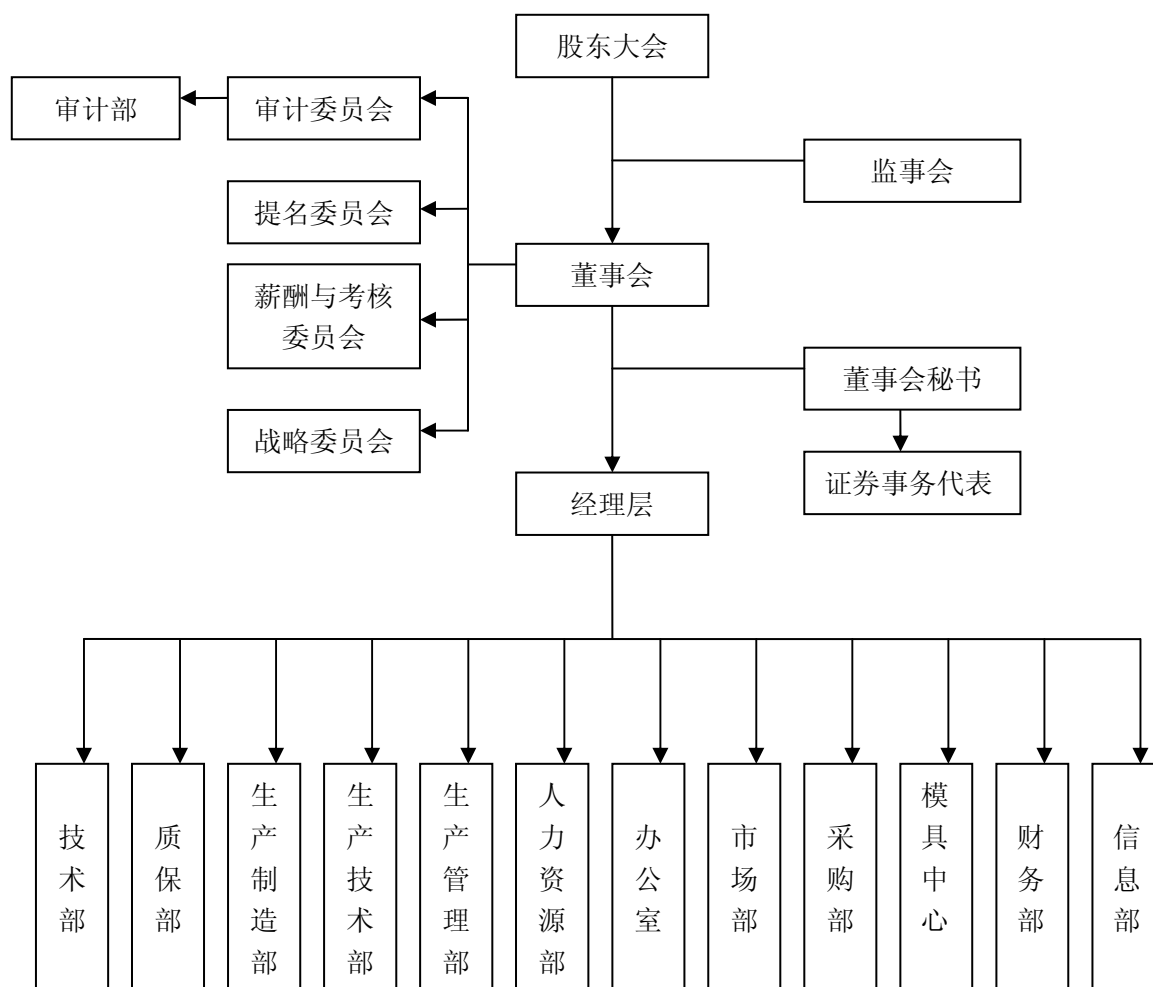 股东大会
审计部
审计委员会
监事会
提名委员会
董事会
薪酬与考核
委员会
董事会秘书
战略委员会
证券事务代表
经理层
技术部
质保部
生产制造部
生产技术部
生产管理部
人力资源部
办公室
市场部
采购部
模具中心
财务部
信息部